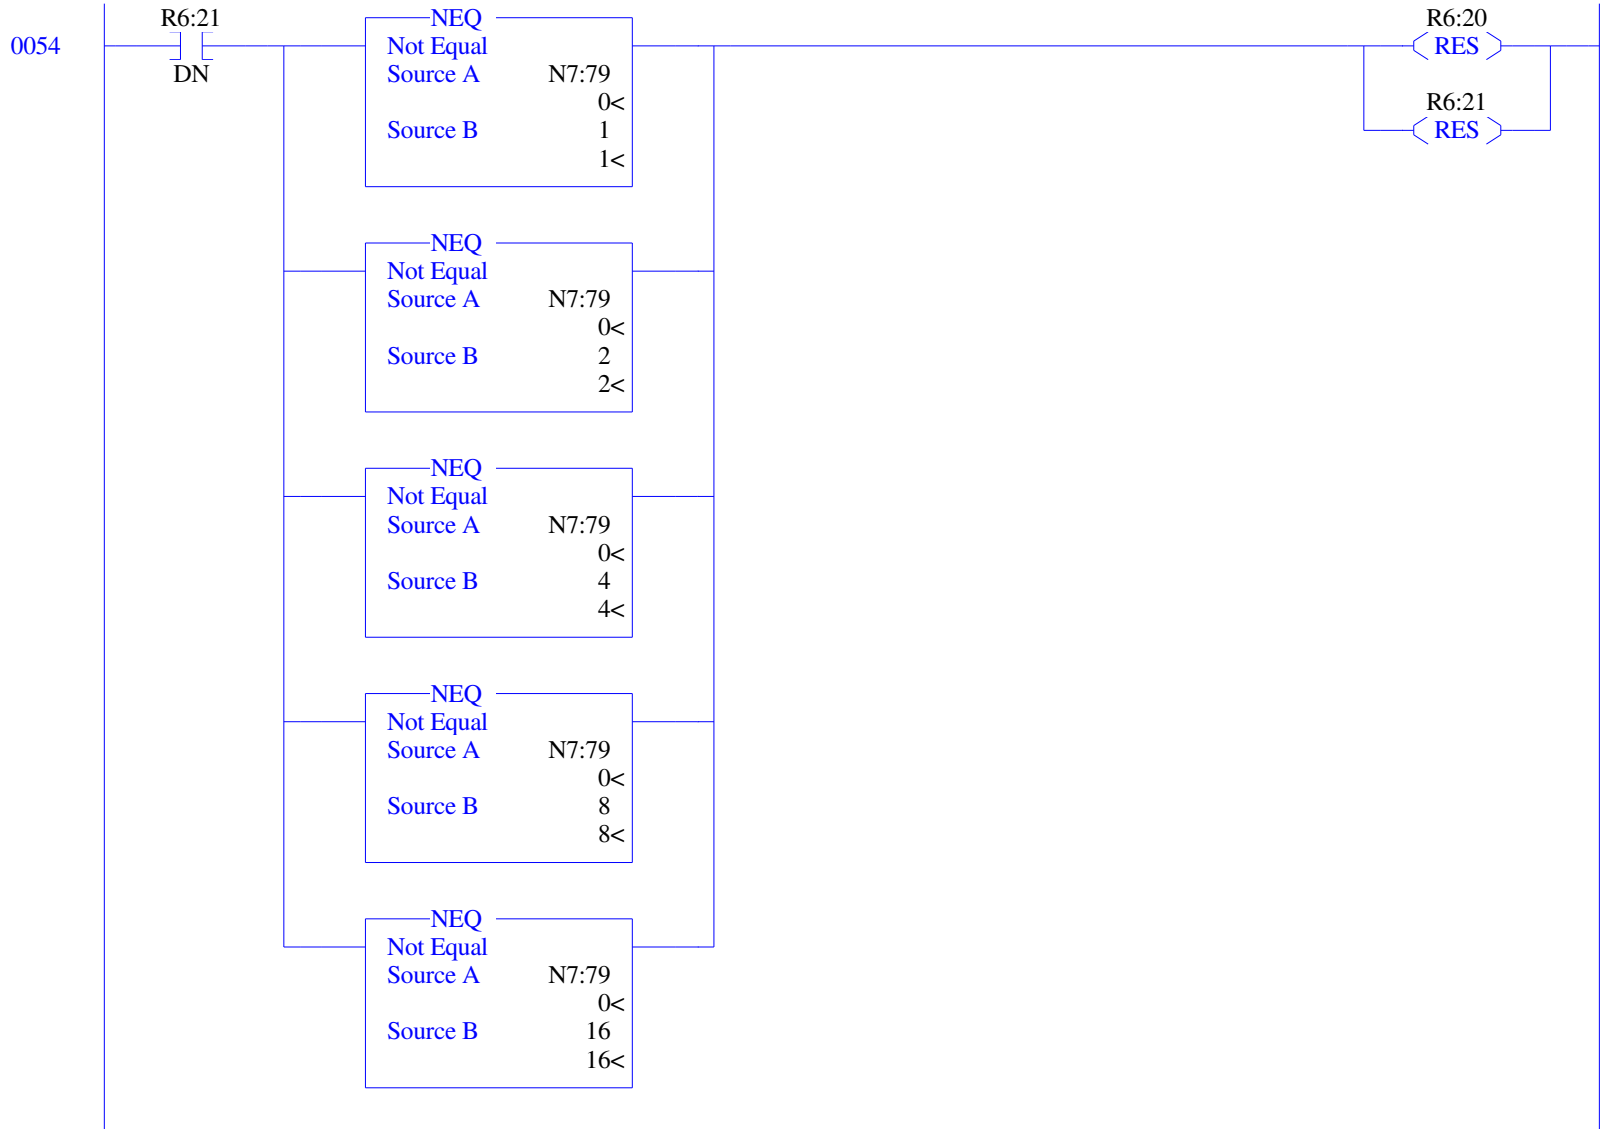 R6:21
R6:20
0054
DN
RES
R6:21
RES
NEQ
Not Equal
Source A N7:79
0<
Source B 1
1<
NEQ
Not Equal
Source A N7:79
0<
Source B 2
2<
NEQ
Not Equal
Source A N7:79
0<
Source B 4
4<
NEQ
Not Equal
Source A N7:79
0<
Source B 8
8<
NEQ
Not Equal
Source A N7:79
0<
Source B 16
16<